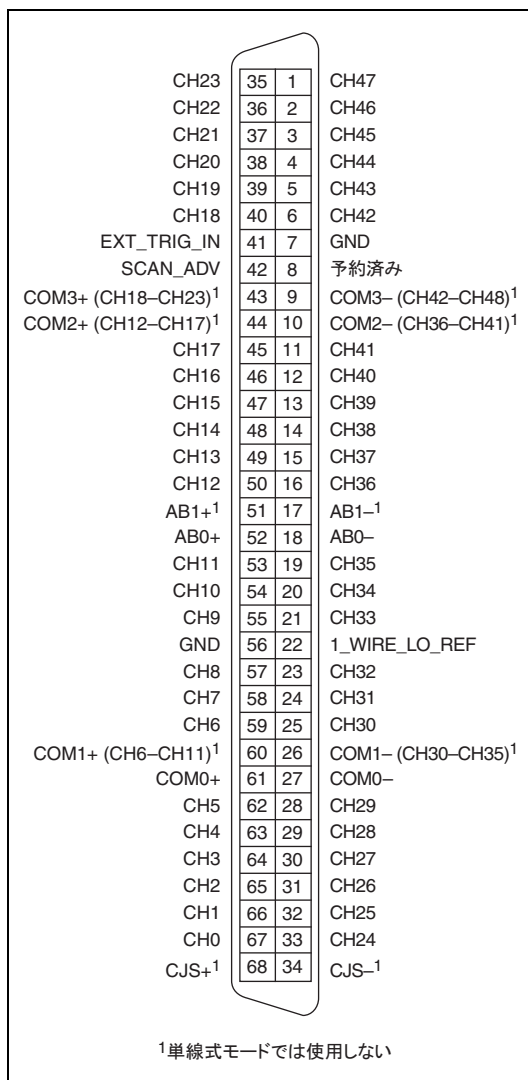 CH23 35 1 CH47
CH22 36 2 CH46
CH21 37 3 CH45
CH20 38 4 CH44
CH19 39 5 CH43
CH18 40 6 CH42
EXT_TRIG_IN 41 7 GND
SCAN_ADV 42 8 予約済み
COM3+ (CH18–CH23)¹ 43 9 COM3– (CH42–CH48)¹
COM2+ (CH12–CH17)¹ 44 10 COM2– (CH36–CH41)¹
CH17 45 11 CH41
CH16 46 12 CH40
CH15 47 13 CH39
CH14 48 14 CH38
CH13 49 15 CH37
CH12 50 16 CH36
AB1+¹ 51 17 AB1–¹
AB0+ 52 18 AB0–
CH11 53 19 CH35
CH10 54 20 CH34
CH9 55 21 CH33
GND 56 22 1_WIRE_LO_REF
CH8 57 23 CH32
CH7 58 24 CH31
CH6 59 25 CH30
COM1+ (CH6–CH11)¹ 60 26 COM1– (CH30–CH35)¹
COM0+ 61 27 COM0–
CH5 62 28 CH29
CH4 63 29 CH28
CH3 64 30 CH27
CH2 65 31 CH26
CH1 66 32 CH25
CH0 67 33 CH24
CJS+¹ 68 34 CJS–¹
¹単線式モードでは使用しない